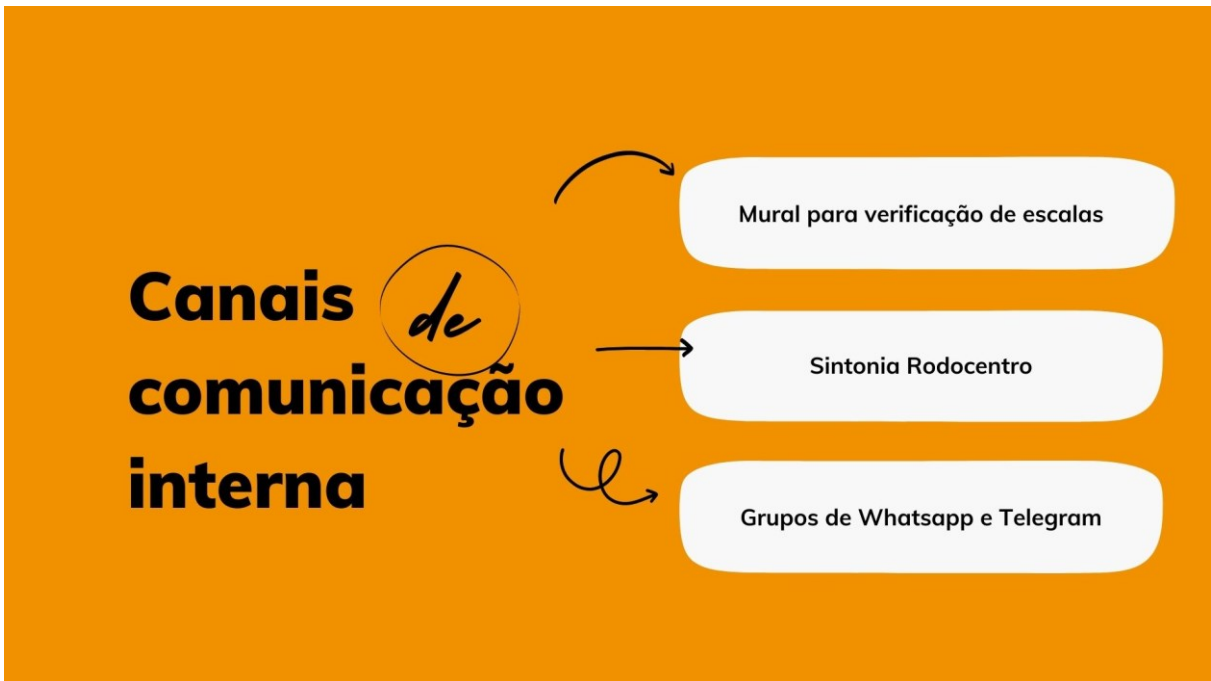 Canais de
comunicação
interna
Mural para verificação de escalas
Sintonia Rodocentro
Grupos de Whatsapp e Telegram